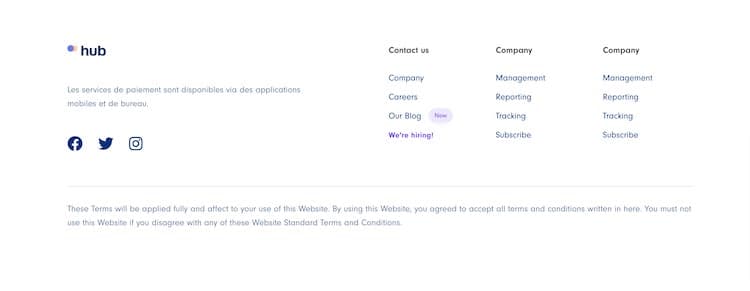 hub
Les services de paiement sont disponibles via des applications
mobiles et de bureau.
Contact us
Company
Careers
Our Blog New
We're hiring!
Company
Management
Reporting
Tracking
Subscribe
Company
Management
Reporting
Tracking
Subscribe
These Terms will be applied fully and affect to your use of this Website. By using this Website, you agreed to accept all terms and conditions written in here. You must not
use this Website if you disagree with any of these Website Standard Terms and Conditions.